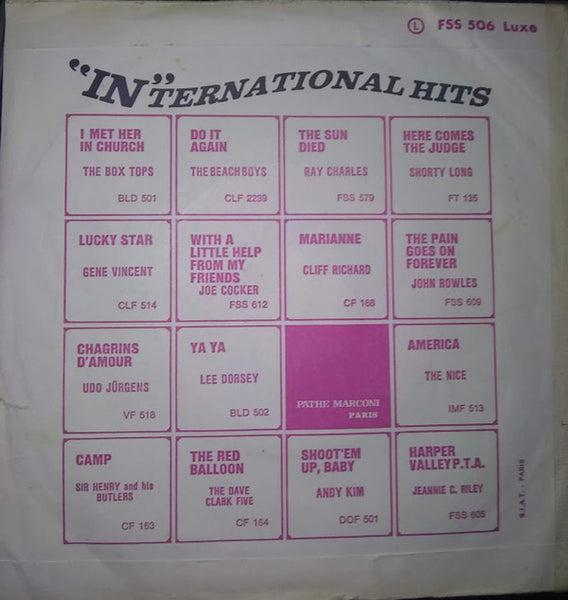 Ⓛ FSS 506 Luxe
"IN"TERNATIONAL HITS
I MET HER
IN CHURCH
THE BOX TOPS
BLD 501
DO IT
AGAIN
THE BEACH BOYS
CLF 2239
THE SUN
DIED
RAY CHARLES
FSS 579
HERE COMES
THE JUDGE
SHORTY LONG
FT 135
LUCKY STAR
GENE VINCENT
CLF 514
WITH A
LITTLE HELP
FROM MY
FRIENDS
JOE COCKER
FSS 612
MARIANNE
CLIFF RICHARD
CF 166
THE PAIN
GOES ON
FOREVER
JOHN ROWLES
FSS 609
CHAGRINS
D'AMOUR
UDO JÜRGENS
VF 518
YA YA
LEE DORSEY
BLD 502
PATHE MARCONI
PARIS
AMERICA
THE NICE
IMF 513
CAMP
SIR HENRY and his
BUTLERS
CF 163
THE RED
BALLOON
THE DAVE
CLARK FIVE
CF 164
SHOOT'EM
UP, BABY
ANDY KIM
DOF 501
HARPER
VALLEY P.T.A.
JEANNIE C. RILEY
FSS 605
S.I.A.T. - PARIS